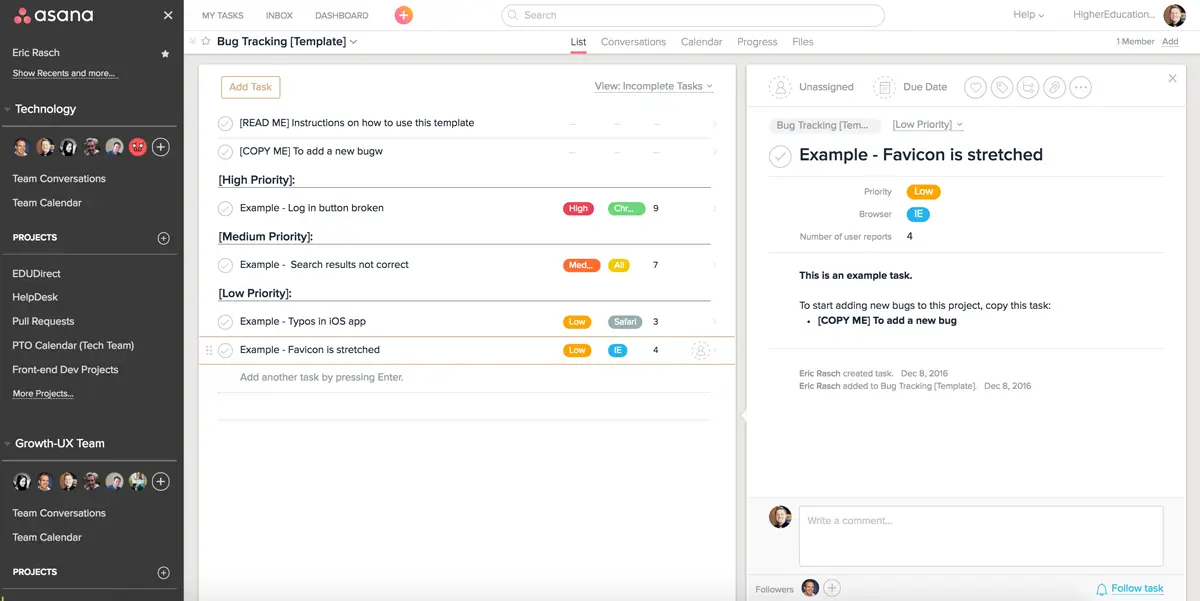 asana
Eric Rasch
Show Recents and more...
Technology
Team Conversations
Team Calendar
PROJECTS
EDUDirect
HelpDesk
Pull Requests
PTO Calendar (Tech Team)
Front-end Dev Projects
More Projects...
Growth-UX Team
Team Conversations
Team Calendar
PROJECTS
MY TASKS INBOX DASHBOARD
Search
Help HigherEducation...
Bug Tracking [Template]
List Conversations Calendar Progress Files
1 Member Add
Add Task
View: Incomplete Tasks
[READ ME] Instructions on how to use this template
[COPY ME] To add a new bugw
[High Priority]:
Example - Log in button broken High Chr... 9
[Medium Priority]:
Example - Search results not correct Med... All 7
[Low Priority]:
Example - Typos in iOS app Low Safari 3
Example - Favicon is stretched Low IE 4
Add another task by pressing Enter.
Unassigned Due Date
Bug Tracking [Tem... [Low Priority]
Example - Favicon is stretched
Priority Low
Browser IE
Number of user reports 4
This is an example task.
To start adding new bugs to this project, copy this task:
• [COPY ME] To add a new bug
Eric Rasch created task. Dec 8, 2016
Eric Rasch added to Bug Tracking [Template]. Dec 8, 2016
Write a comment...
Followers
Follow task